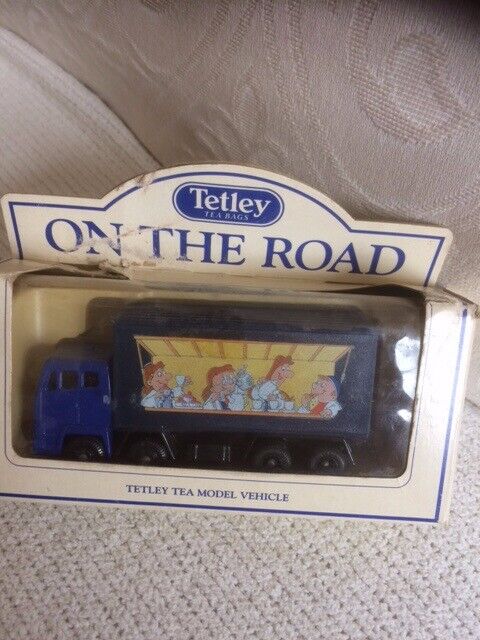 Tetley
TEA BAGS
ON THE ROAD
TETLEY TEA MODEL VEHICLE